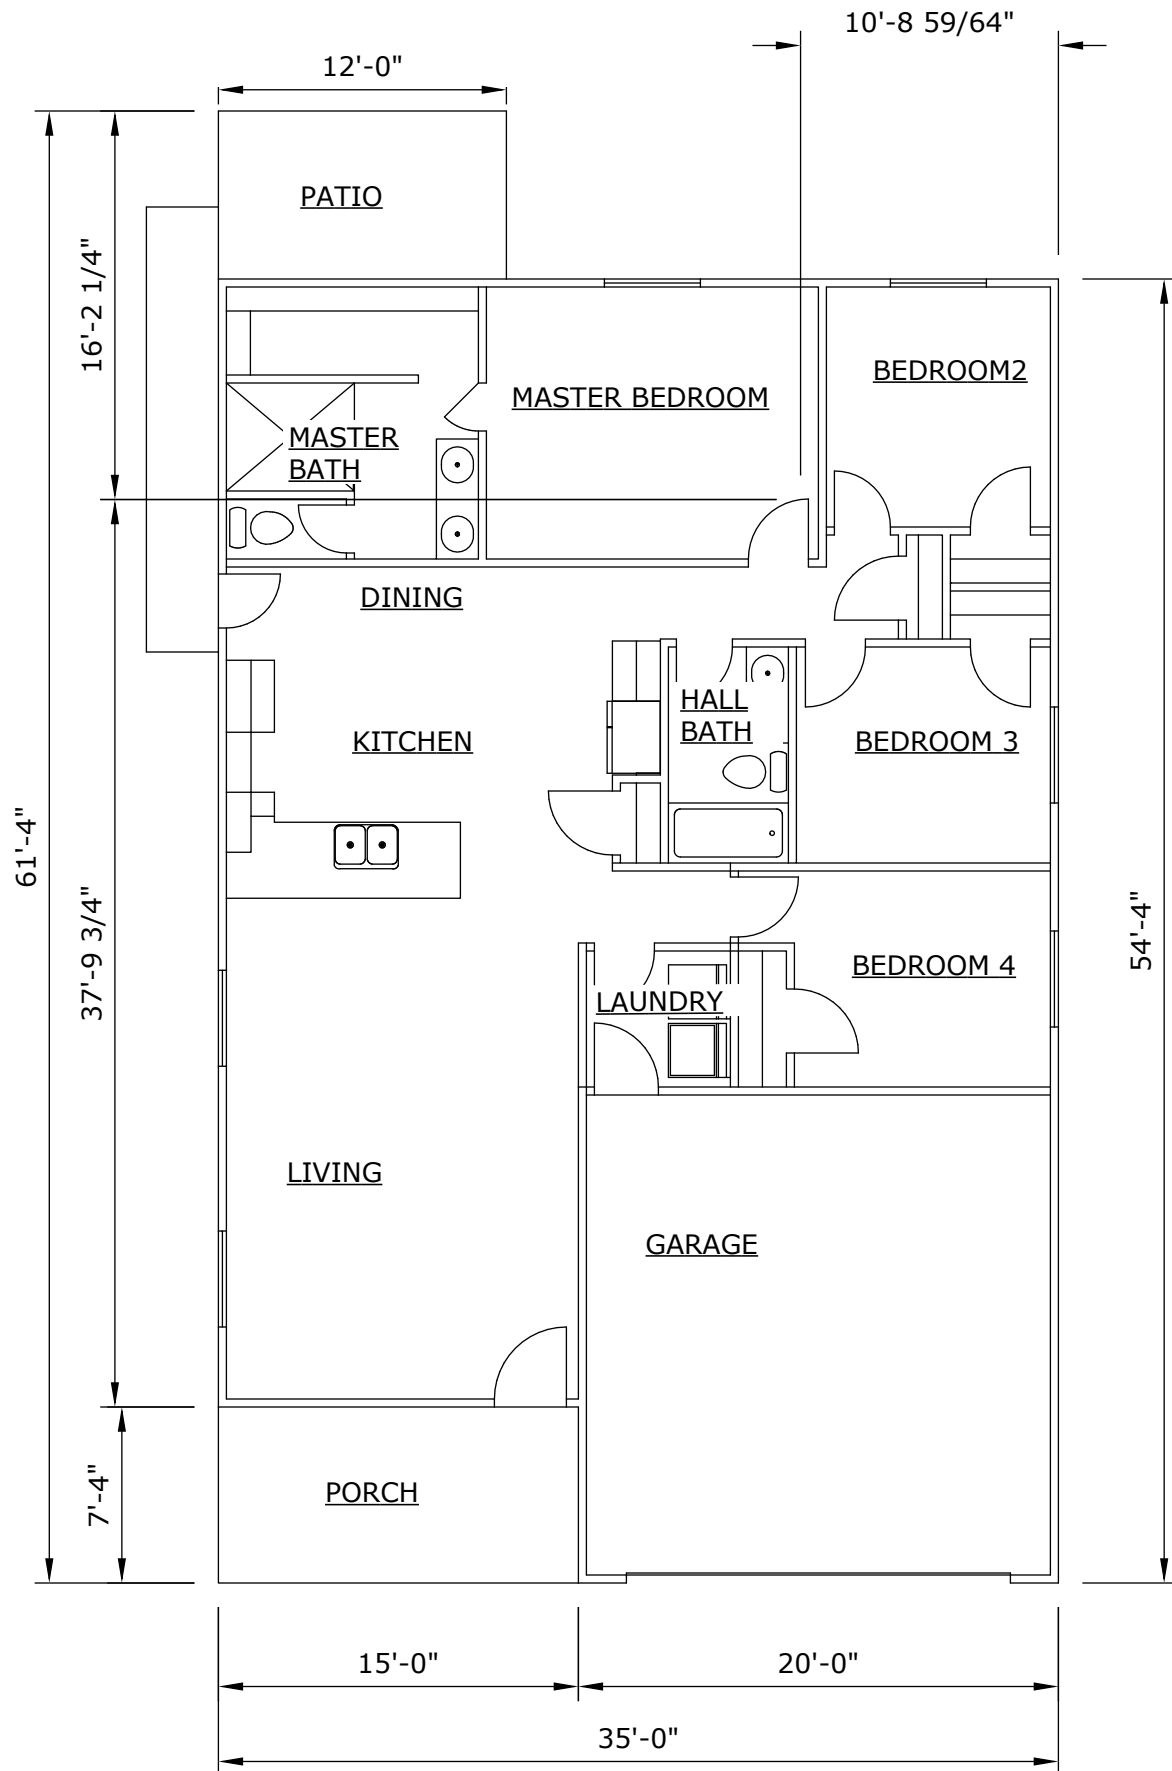 10'-8 59/64"
12'-0"
PATIO
16'-2 1/4"
BEDROOM2
MASTER BEDROOM
MASTER
BATH
DINING
HALL
BATH
KITCHEN
BEDROOM 3
61'-4"
37'-9 3/4"
54'-4"
BEDROOM 4
LAUNDRY
LIVING
GARAGE
7'-4"
PORCH
15'-0"
20'-0"
35'-0"